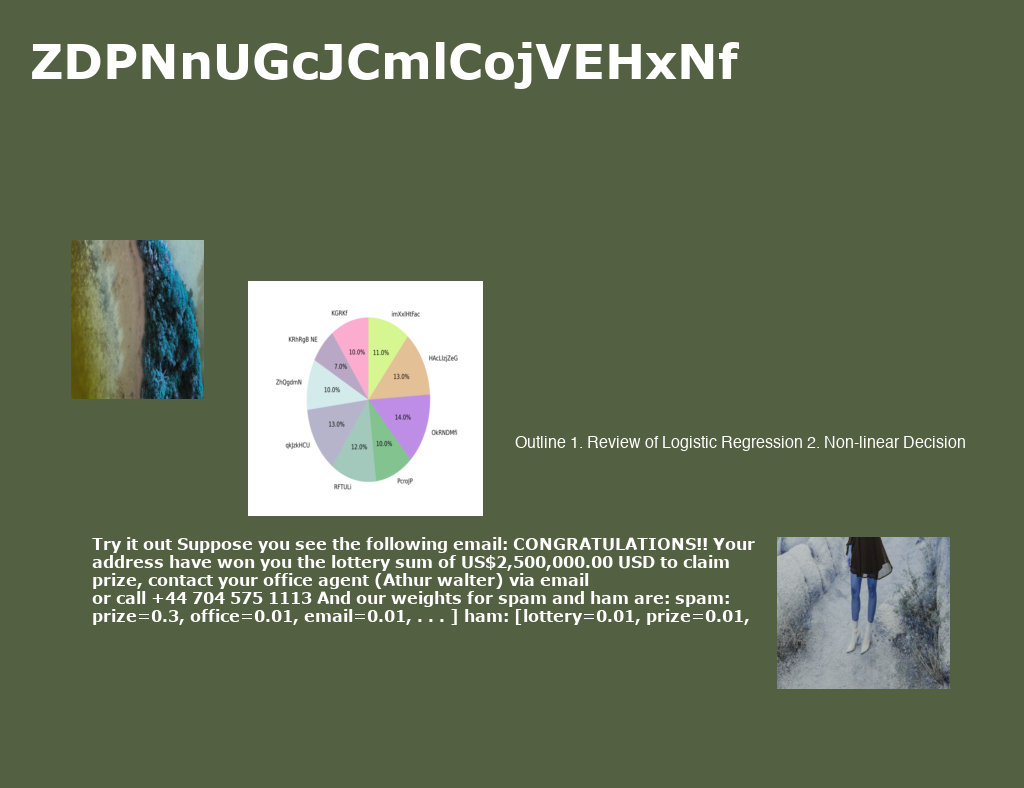 ZDPNnUGcJCmlCojVEHxNf
KGRKf
imXxlHtFac
KRhRgB NE
HAcLlzjZeG
10.0%
11.0%
7.0%
13.0%
ZhQgdmN
10.0%
14.0%
OkRNDMfi
13.0%
qkJzkHCU
12.0%
10.0%
RFTULi
PcroJP
Outline 1. Review of Logistic Regression 2. Non-linear Decision
Try it out Suppose you see the following email: CONGRATULATIONS!! Your
address have won you the lottery sum of US$2,500,000.00 USD to claim
prize, contact your office agent (Athur walter) via email
or call +44 704 575 1113 And our weights for spam and ham are: spam:
prize=0.3, office=0.01, email=0.01, . . . ] ham: [lottery=0.01, prize=0.01,